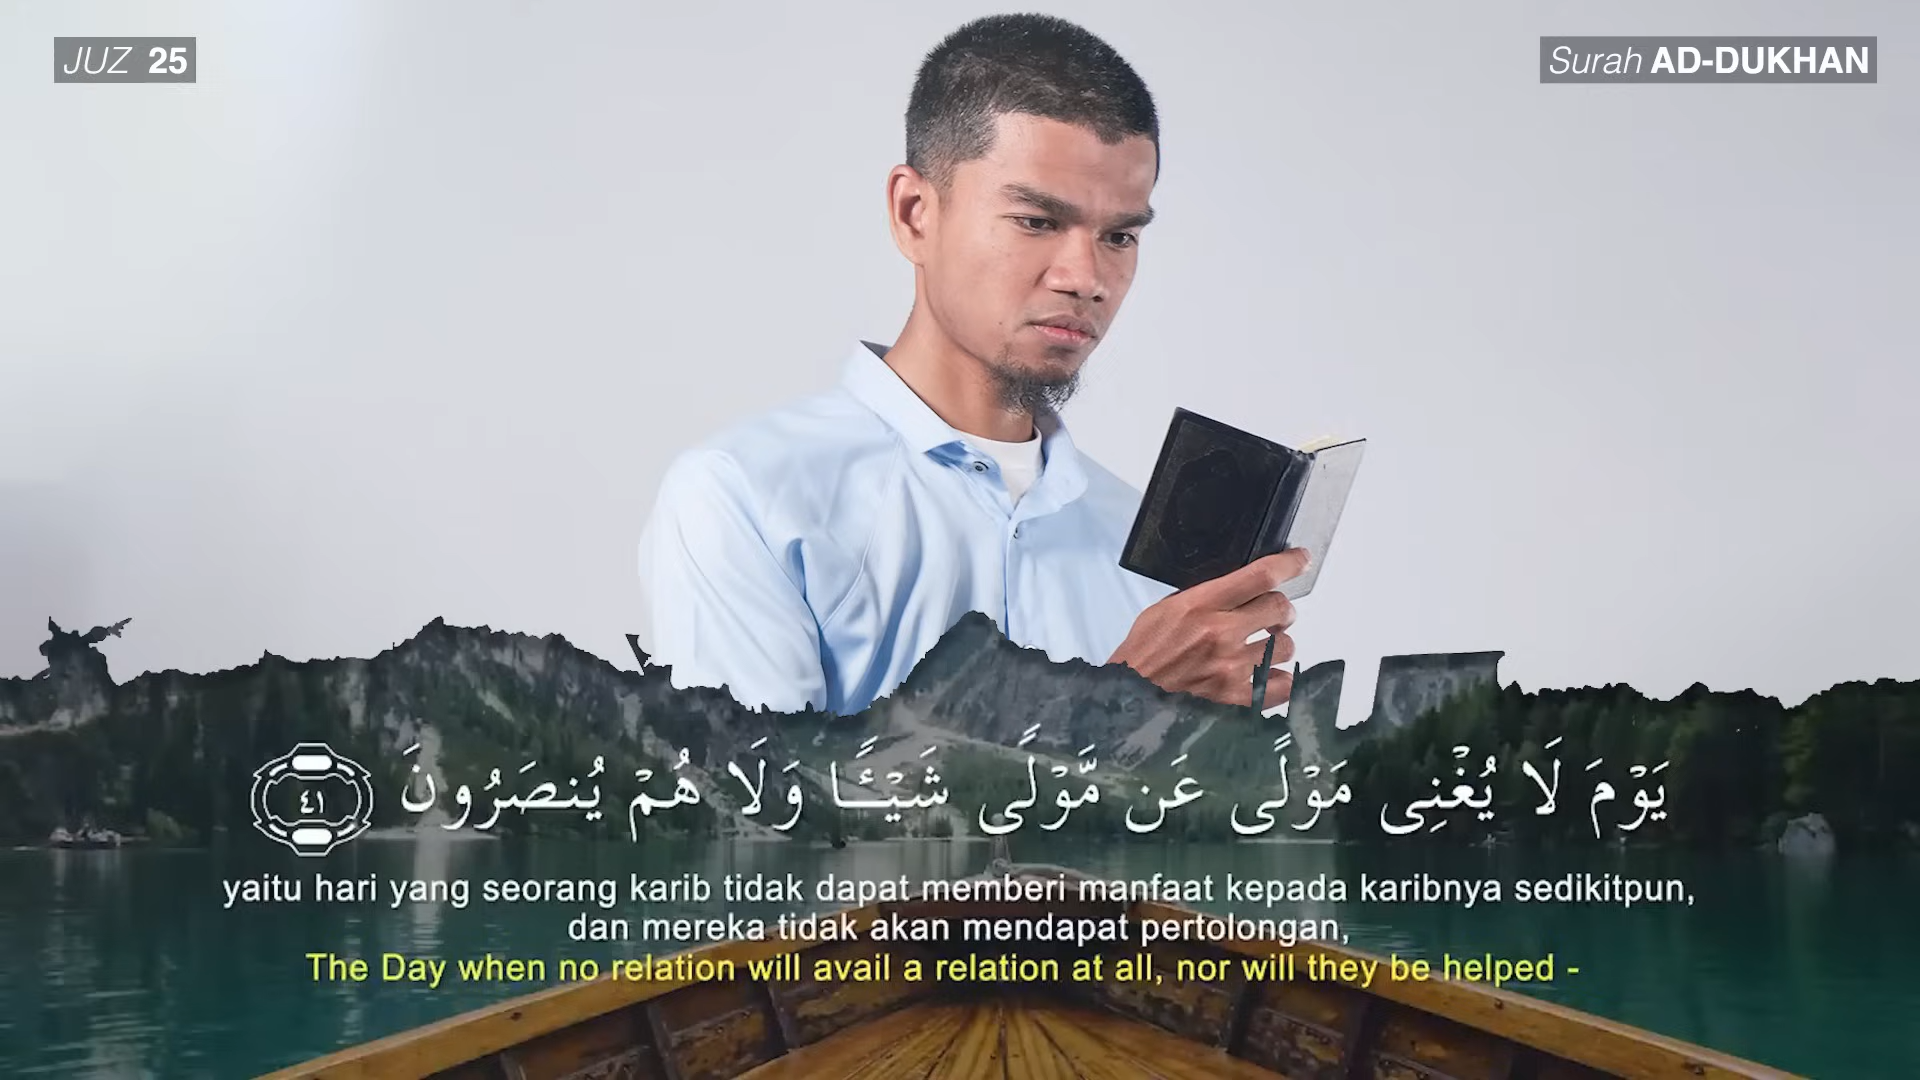 JUZ 25
Surah AD-DUKHAN
يَوْمَ لَا يُغْنِى مَوْلًى عَن مَّوْلًى شَيْـًٔا وَلَا هُمْ يُنصَرُونَ ٤١
yaitu hari yang seorang karib tidak dapat memberi manfaat kepada karibnya sedikitpun,
dan mereka tidak akan mendapat pertolongan,
The Day when no relation will avail a relation at all, nor will they be helped -